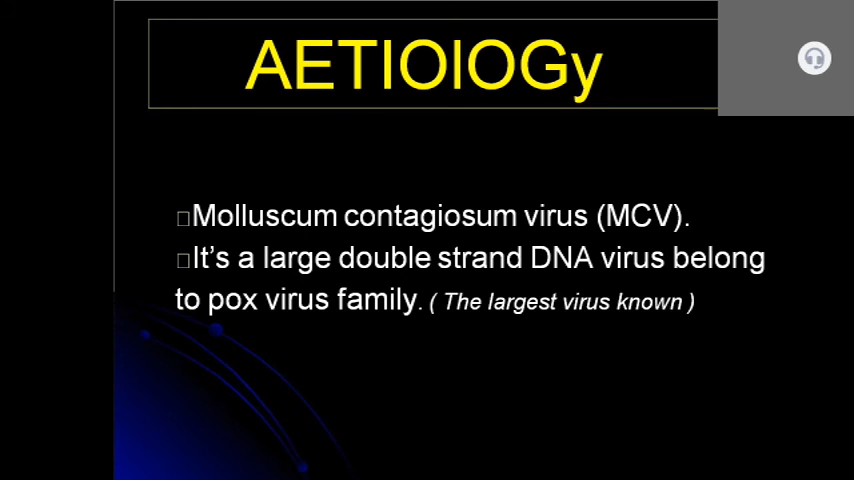 AETIOlOGy
Molluscum contagiosum virus (MCV).
It’s a large double strand DNA virus belong
to pox virus family. ( The largest virus known )